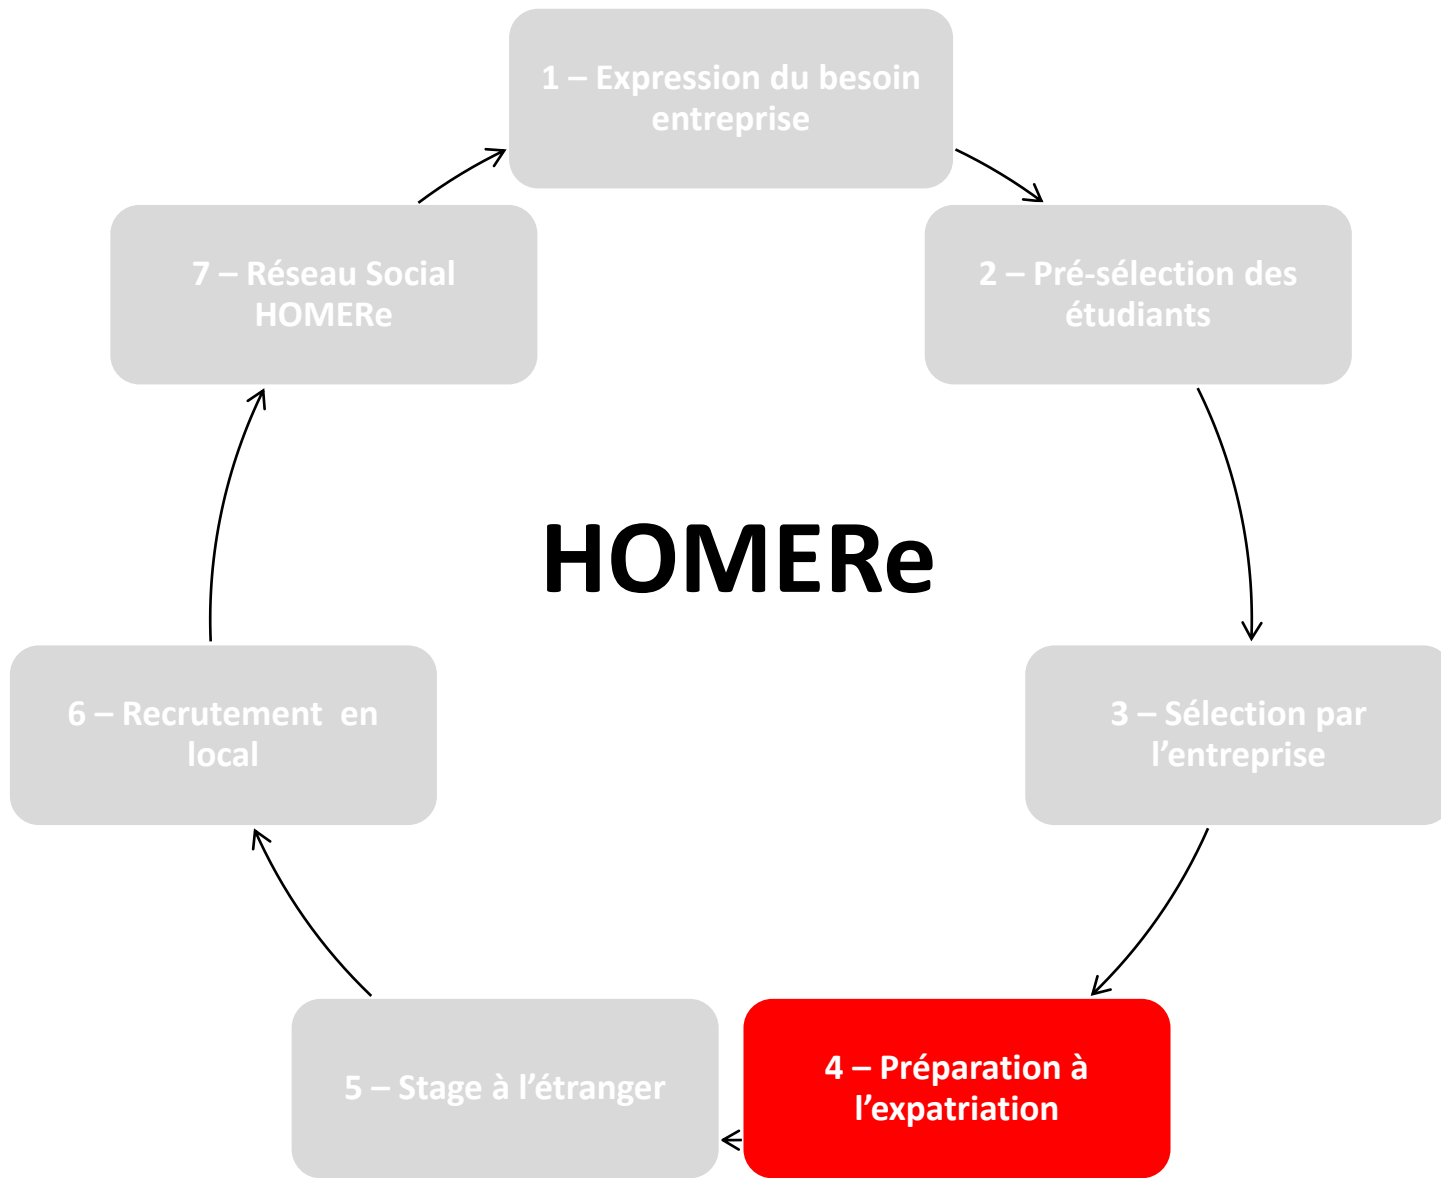 1 – Expression du besoin
entreprise
2 – Pré-sélection des
étudiants
3 – Sélection par
l’entreprise
4 – Préparation à
l’expatriation
5 – Stage à l’étranger
6 – Recrutement  en
local
7 – Réseau Social
HOMERe
HOMERe